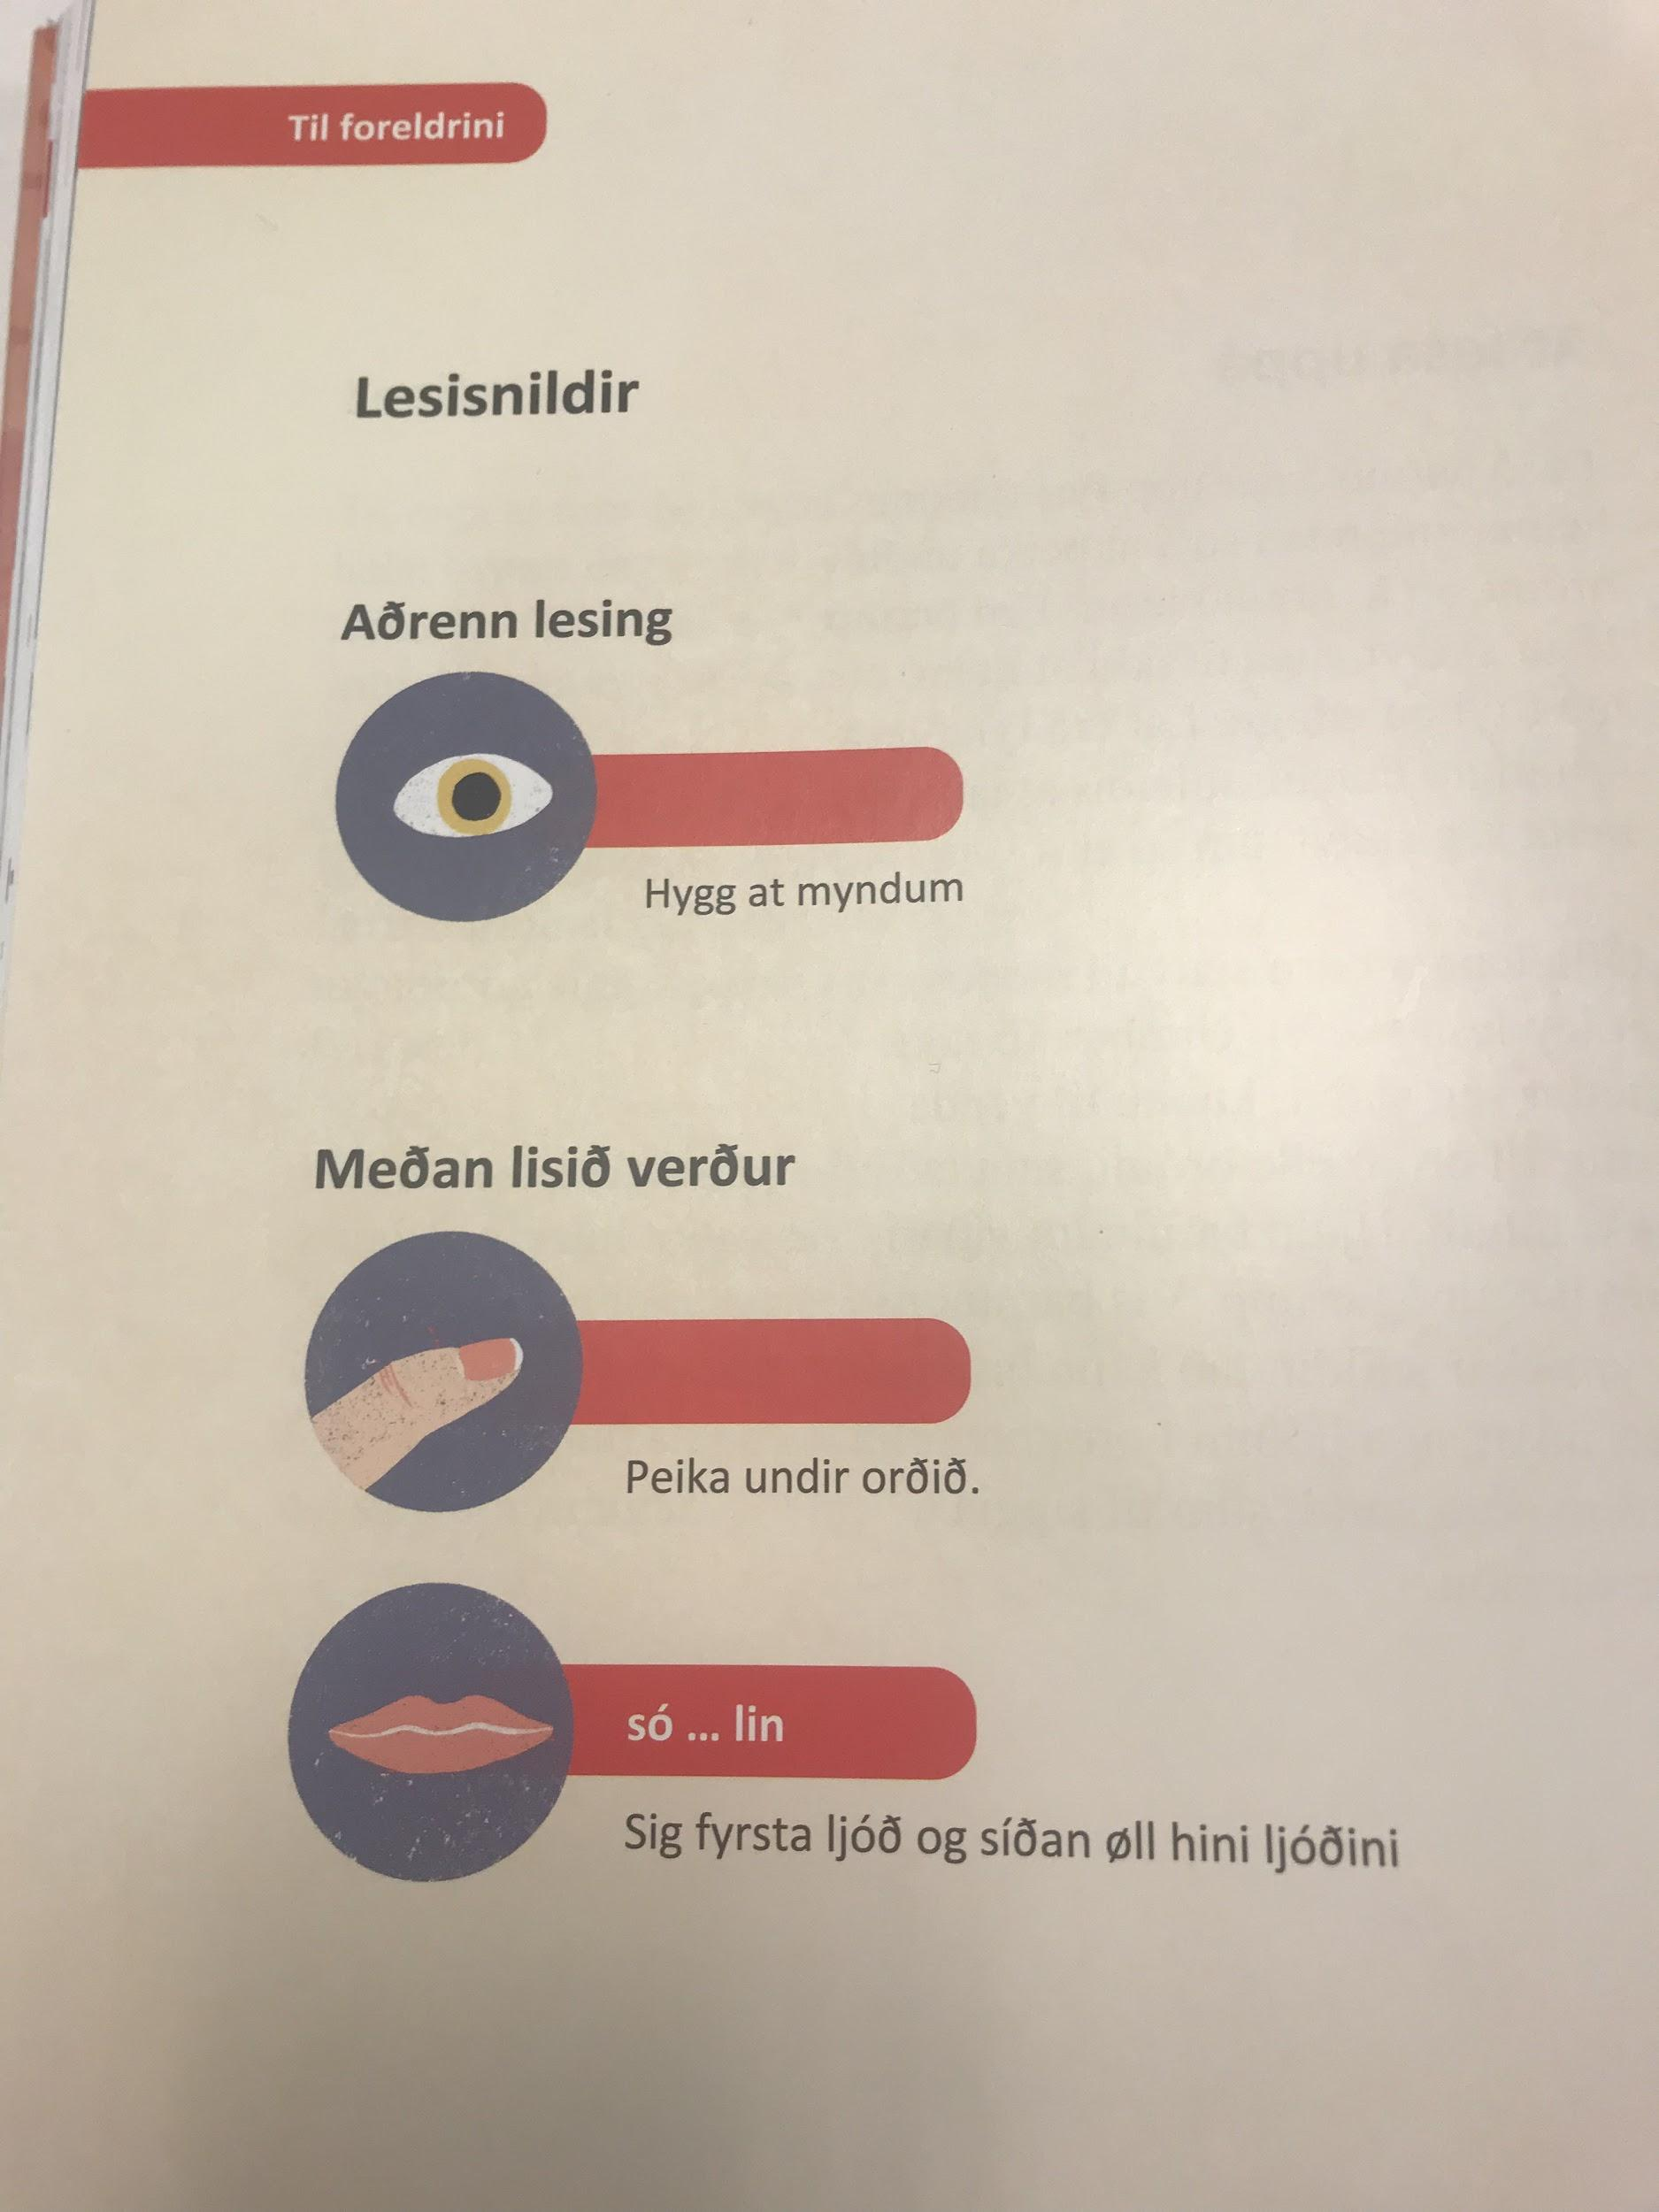 Til foreldrini
Lesisnildir
Aðrenn lesing
Hygg at myndum
Meðan lisið verður
Peika undir orðið.
só ... lin
Sig fyrsta ljóð og síðan øll hini ljóðini